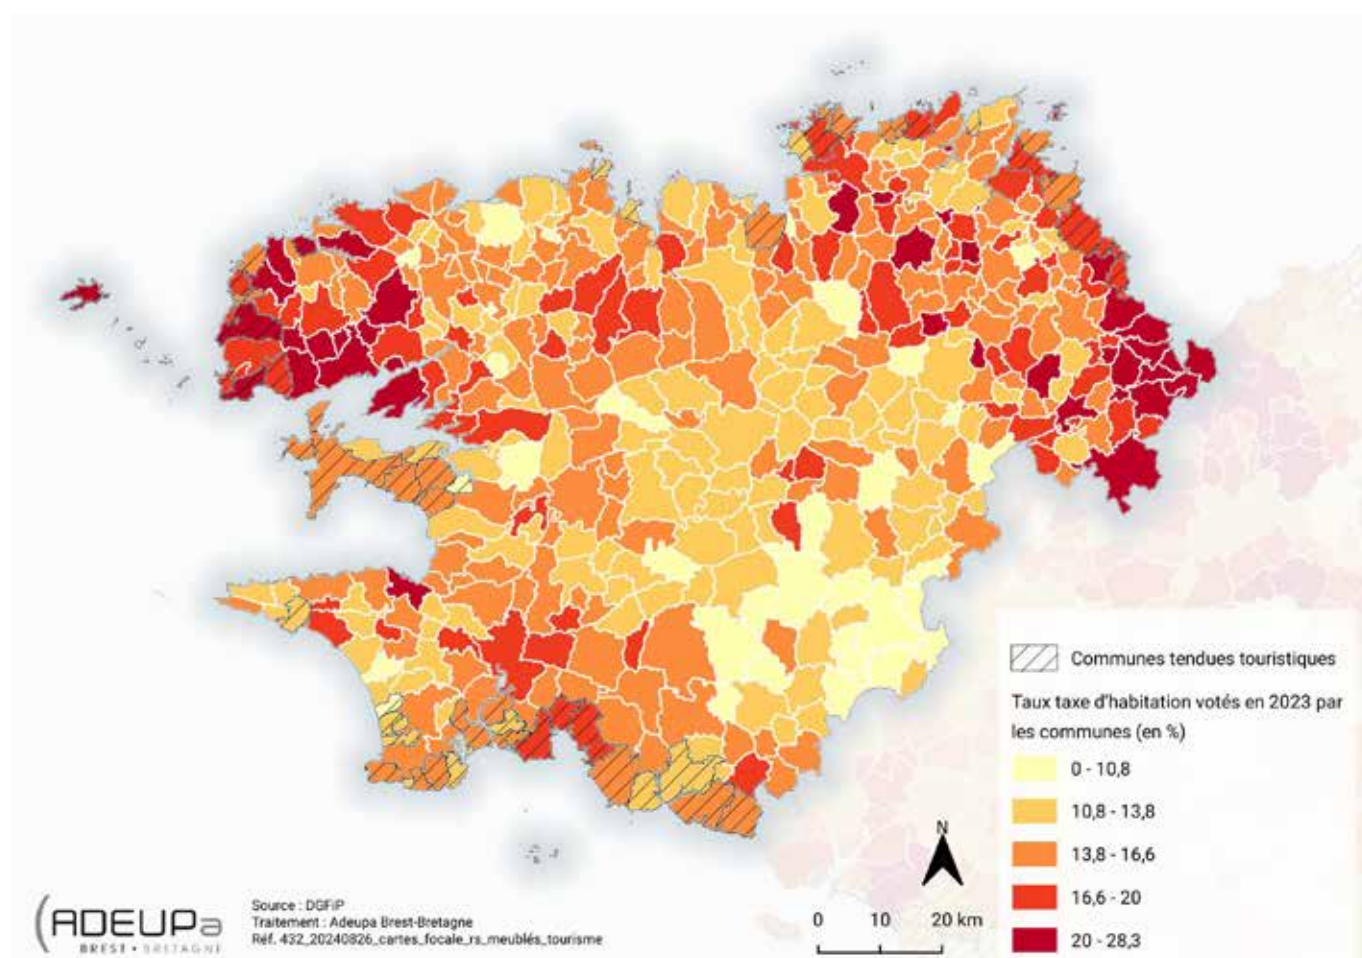 N
Communes tendues touristiques
Taux taxe d'habitation votés en 2023 par
les communes (en %)
0 - 10,8
10,8 - 13,8
13,8 - 16,6
16,6 - 20
20 - 28,3
0 10 20 km
ADEUPa
BREST • BRETAGNE
Source : DGFiP
Traitement : Adeupa Brest-Bretagne
Réf. 432_20240826_cartes_focale_rs_meublés_tourisme